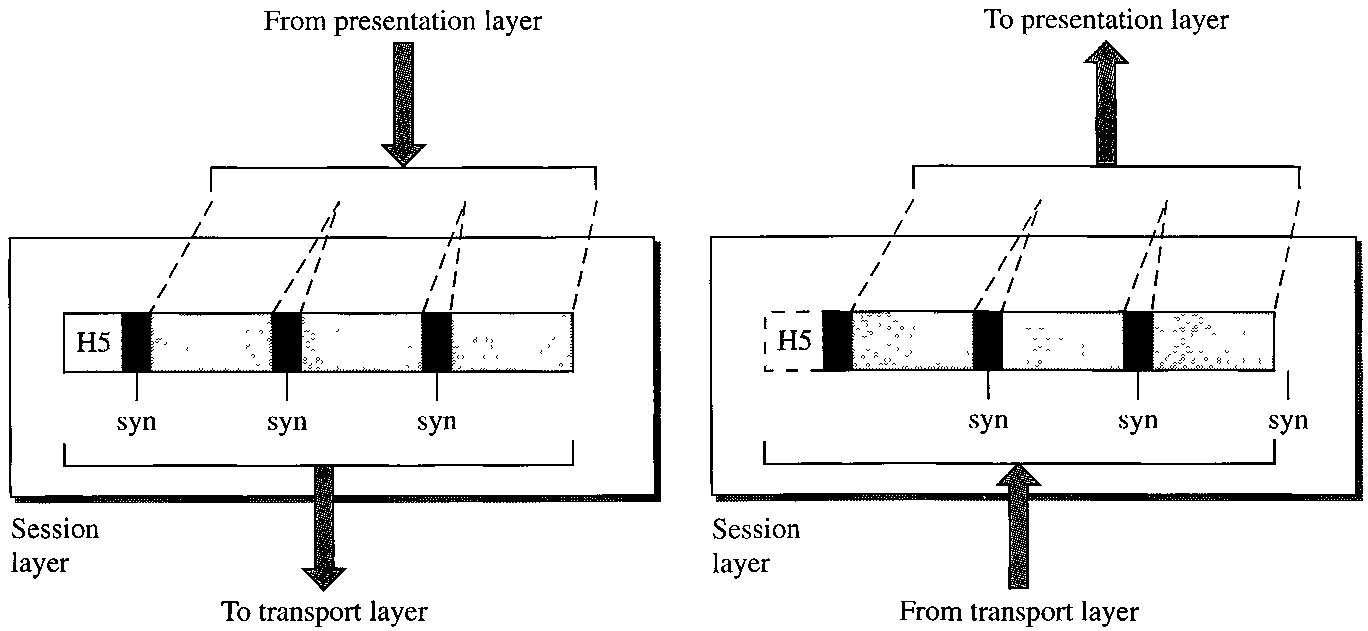 From presentation layer
To presentation layer
H5
H5
syn syn syn
syn syn syn
Session
layer
Session
layer
To transport layer
From transport layer